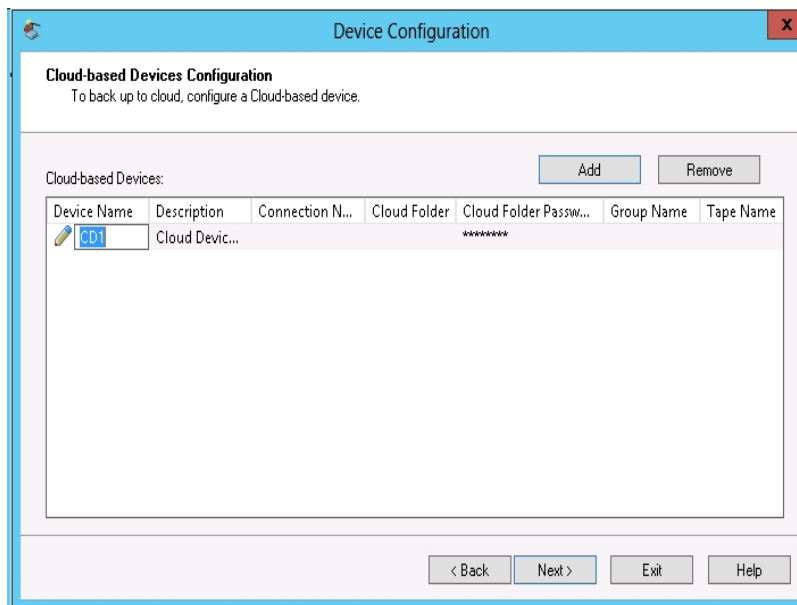 Device Configuration
x
Cloud-based Devices Configuration
To back up to cloud, configure a Cloud-based device.
Cloud-based Devices:
Add
Remove
Device Name Description Connection N... Cloud Folder Cloud Folder Passw... Group Name Tape Name
CD1 Cloud Devic... ********
< Back Next > Exit Help